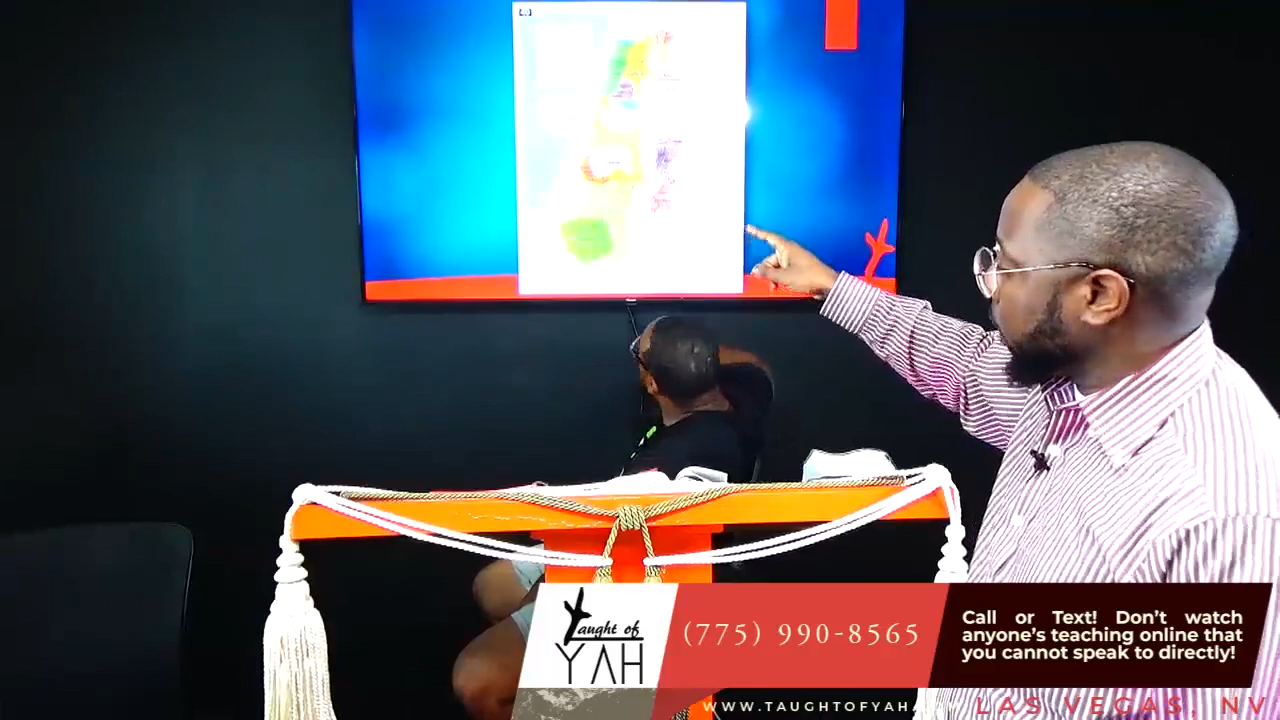 Taught of
YAH
(775) 990-8565
Call or Text! Don't watch
anyone's teaching online that
you cannot speak to directly!
WWW.TAUGHTOFYAH
LAS VEGAS, NV